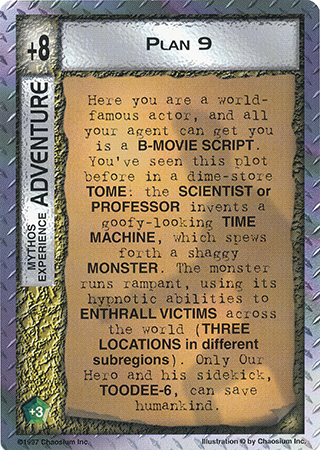 +8
PLAN 9
MYTHOS
EXPERIENCE
ADVENTURE
Here you are a world-
famous actor, and all
your agent can get you
is a B-MOVIE SCRIPT.
You've seen this plot
before in a dime-store
TOME: the SCIENTIST or
PROFESSOR invents a
goofy-looking TIME
MACHINE, which spews
forth a shaggy
MONSTER. The monster
runs rampant, using its
hypnotic abilities to
ENTHRALL VICTIMS across
the world (THREE
LOCATIONS in different
subregions). Only Our
Hero and his sidekick,
TOODEE-6, can save
humankind.
+3
©1997 Chaosium Inc.
Illustration © by Chaosium Inc.